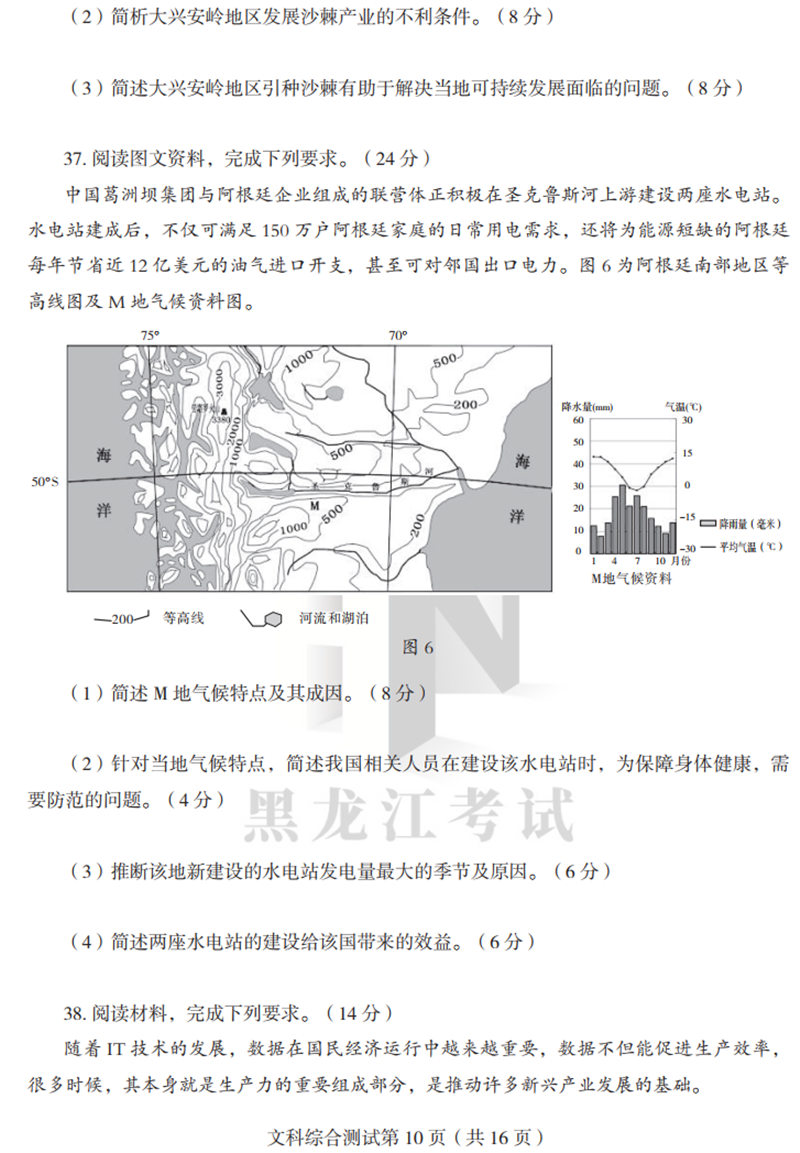 （2）简析大兴安岭地区发展沙棘产业的不利条件。（8分）
（3）简述大兴安岭地区引种沙棘有助于解决当地可持续发展面临的问题。（8分）
37. 阅读图文资料，完成下列要求。（24分）
中国葛洲坝集团与阿根廷企业组成的联营体正积极在圣克鲁斯河上游建设两座水电站。
水电站建成后，不仅可满足150万户阿根廷家庭的日常用电需求，还将为能源短缺的阿根廷
每年节省近12亿美元的油气进口开支，甚至可对邻国出口电力。图6为阿根廷南部地区等
高线图及M地气候资料图。
75° 70°
1000 500
3000 200
3380
2000
1000 500
海 海
50°S 圣 克 鲁 斯 河
洋 M 洋
1000 500 200
降水量(mm) 气温(℃)
60 30
50
40 15
30 0
20 -15
10
0 -30
1 4 7 10 月份
降雨量（毫米）
平均气温（℃）
M地气候资料
200 等高线 河流和湖泊
图6
（1）简述M地气候特点及其成因。（8分）
（2）针对当地气候特点，简述我国相关人员在建设该水电站时，为保障身体健康，需
要防范的问题。（4分）
黑龙江考试
（3）推断该地新建设的水电站发电量最大的季节及原因。（6分）
（4）简述两座水电站的建设给该国带来的效益。（6分）
38. 阅读材料，完成下列要求。（14分）
随着IT技术的发展，数据在国民经济运行中越来越重要，数据不但能促进生产效率，
很多时候，其本身就是生产力的重要组成部分，是推动许多新兴产业发展的基础。
文科综合测试第10页（共16页）